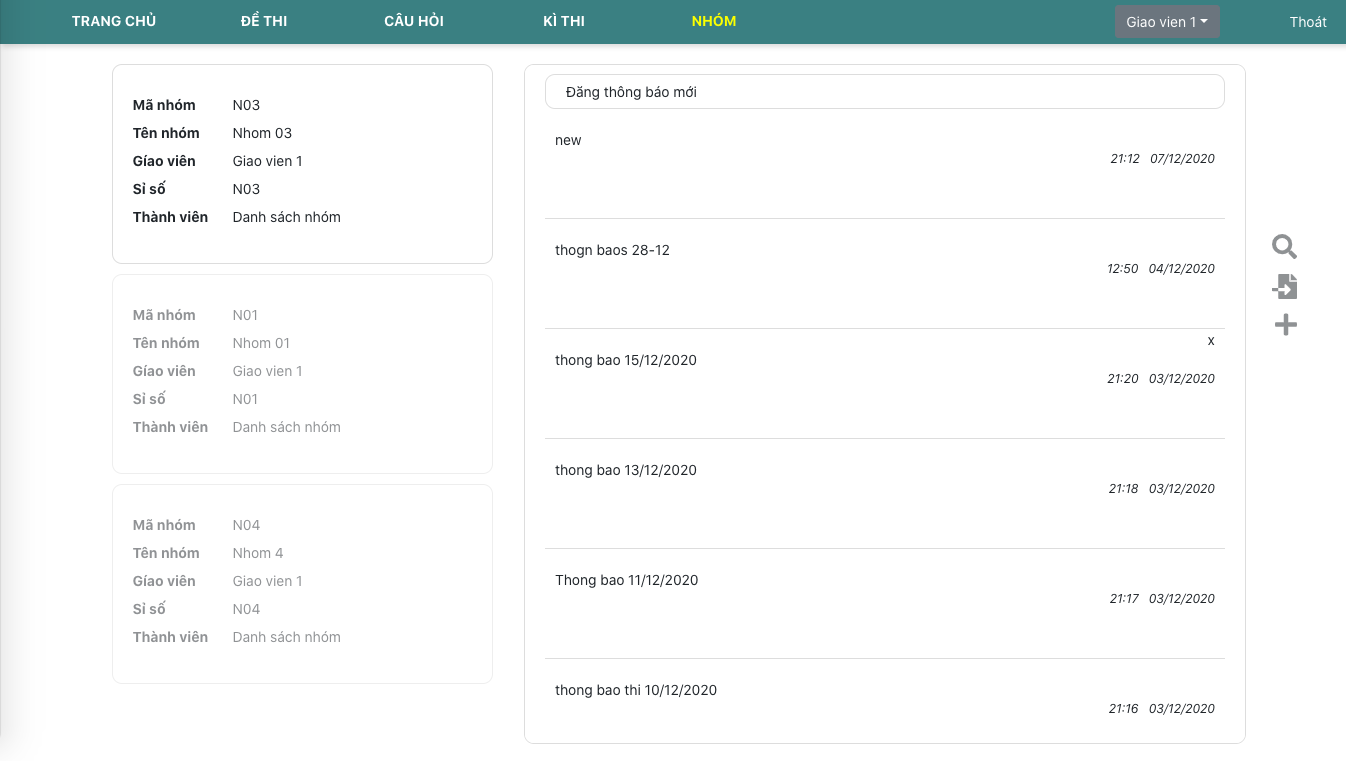 TRANG CHỦ ĐỀ THI CÂU HỎI KÌ THI NHÓM Giao vien 1 Thoát
Mã nhóm N03
Tên nhóm Nhom 03
Gíao viên Giao vien 1
Sỉ số N03
Thành viên Danh sách nhóm
Mã nhóm N01
Tên nhóm Nhom 01
Gíao viên Giao vien 1
Sỉ số N01
Thành viên Danh sách nhóm
Mã nhóm N04
Tên nhóm Nhom 4
Gíao viên Giao vien 1
Sỉ số N04
Thành viên Danh sách nhóm
Đăng thông báo mới
new
21:12 07/12/2020
thogn baos 28-12
12:50 04/12/2020
x
thong bao 15/12/2020
21:20 03/12/2020
thong bao 13/12/2020
21:18 03/12/2020
Thong bao 11/12/2020
21:17 03/12/2020
thong bao thi 10/12/2020
21:16 03/12/2020